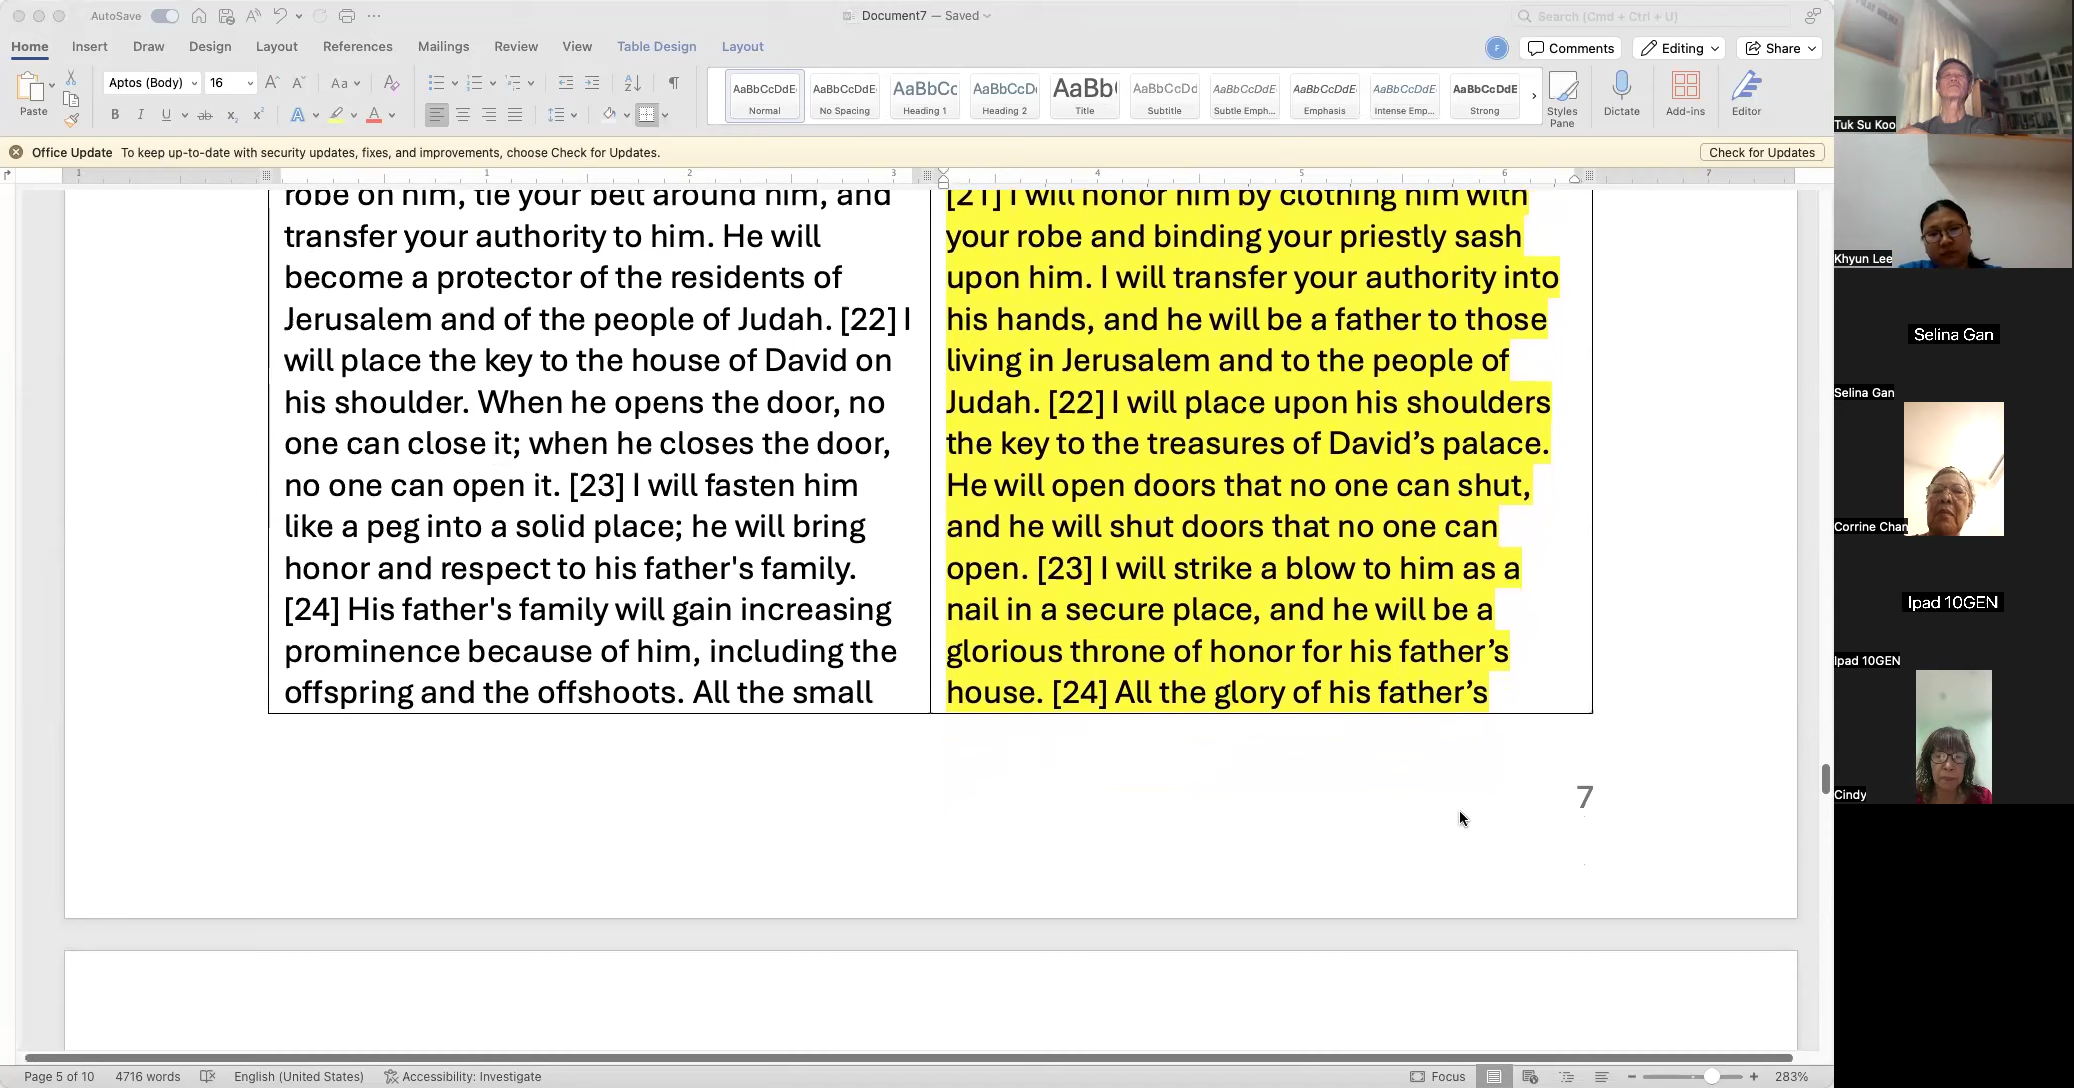 AutoSave
Document7 — Saved
Search (Cmd + Ctrl + U)
Home Insert Draw Design Layout References Mailings Review View Table Design Layout
F Comments Editing Share
Paste
Aptos (Body) 16
AaBbCcDdE Normal
AaBbCcDdE No Spacing
AaBbCc Heading 1
AaBbCcD Heading 2
AaBb Title
AaBbCcDd Subtitle
AaBbCcDdE Subtle Emph...
AaBbCcDdE Emphasis
AaBbCcDdE Intense Emp...
AaBbCcDdE Strong
Styles Pane
Dictate
Add-ins
Editor
Office Update To keep up-to-date with security updates, fixes, and improvements, choose Check for Updates.
Check for Updates
1 1 2 3 4 5 6 7
robe on him, tie your belt around him, and
transfer your authority to him. He will
become a protector of the residents of
Jerusalem and of the people of Judah. [22] I
will place the key to the house of David on
his shoulder. When he opens the door, no
one can close it; when he closes the door,
no one can open it. [23] I will fasten him
like a peg into a solid place; he will bring
honor and respect to his father's family.
[24] His father's family will gain increasing
prominence because of him, including the
offspring and the offshoots. All the small
[21] I will honor him by clothing him with
your robe and binding your priestly sash
upon him. I will transfer your authority into
his hands, and he will be a father to those
living in Jerusalem and to the people of
Judah. [22] I will place upon his shoulders
the key to the treasures of David’s palace.
He will open doors that no one can shut,
and he will shut doors that no one can
open. [23] I will strike a blow to him as a
nail in a secure place, and he will be a
glorious throne of honor for his father’s
house. [24] All the glory of his father’s
7
Page 5 of 10 4716 words English (United States) Accessibility: Investigate
Focus 283%
Tuk Su Koo
Khyun Lee
Selina Gan
Selina Gan
Corrine Chan
Ipad 10GEN
Ipad 10GEN
Cindy